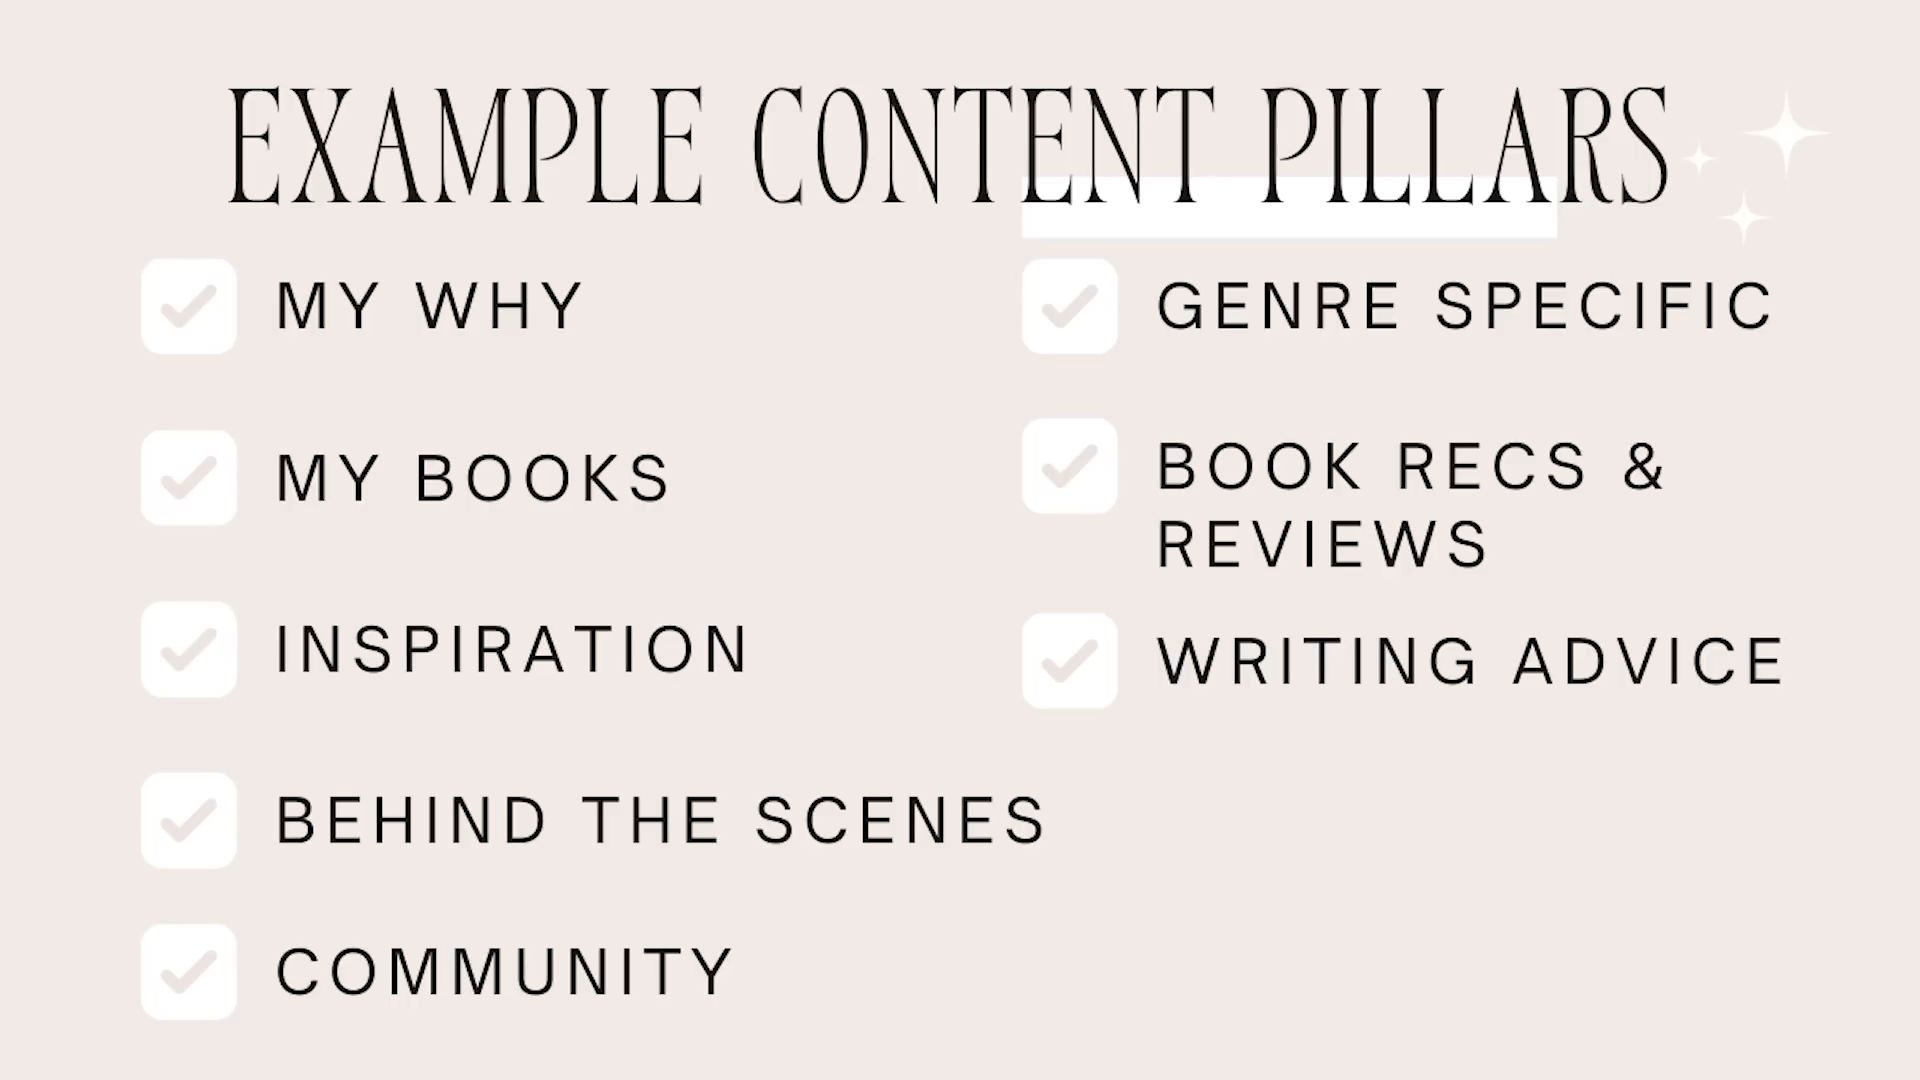 EXAMPLE CONTENT PILLARS
MY WHY
MY BOOKS
INSPIRATION
BEHIND THE SCENES
COMMUNITY
GENRE SPECIFIC
BOOK RECS &
REVIEWS
WRITING ADVICE